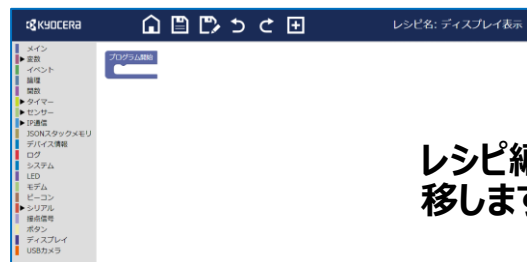 KYOCERA
レシピ名: ディスプレイ表示
メイン
変数
イベント
論理
関数
タイマー
センサー
IP通信
JSONスタックメモリ
デバイス情報
ログ
システム
LED
モデム
ビーコン
シリアル
接点信号
ボタン
ディスプレイ
USBカメラ
プログラム開始
レシピ編
移します